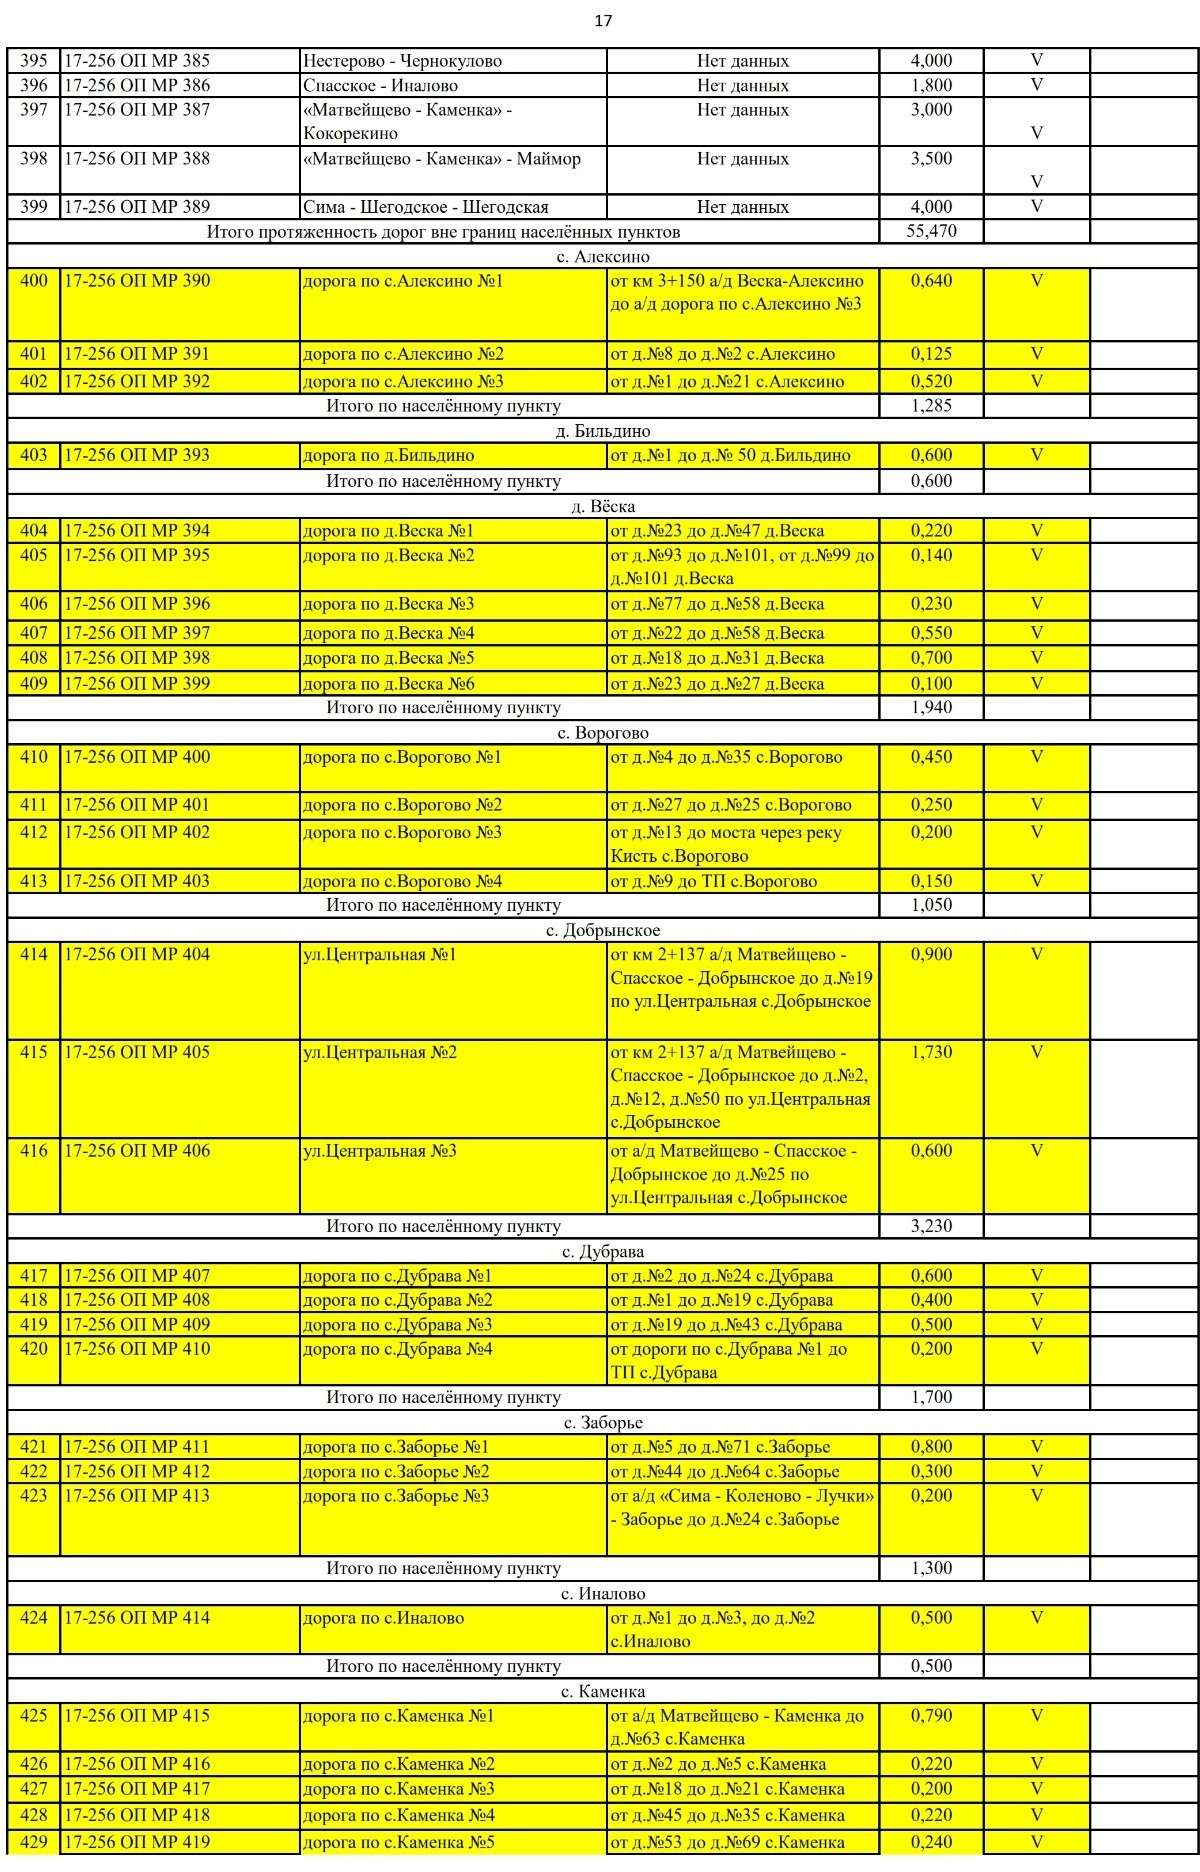 17
395 17-256 ОП МР 385 Нестерово - Чернокулово Нет данных 4,000 V
396 17-256 ОП МР 386 Спасское - Иналово Нет данных 1,800 V
397 17-256 ОП МР 387 «Матвейщево - Каменка» - Нет данных 3,000
Кокорекино V
398 17-256 ОП МР 388 «Матвейщево - Каменка» - Маймор Нет данных 3,500
V
399 17-256 ОП МР 389 Сима - Шегодское - Шегодская Нет данных 4,000 V
Итого протяженность дорог вне границ населённых пунктов 55,470
с. Алексино
400 17-256 ОП МР 390 дорога по с.Алексино №1 от км 3+150 а/д Веска-Алексино 0,640 V
до а/д дорога по с.Алексино №3
401 17-256 ОП МР 391 дорога по с.Алексино №2 от д.№8 до д.№2 с.Алексино 0,125 V
402 17-256 ОП МР 392 дорога по с.Алексино №3 от д.№1 до д.№21 с.Алексино 0,520 V
Итого по населённому пункту 1,285
д. Бильдино
403 17-256 ОП МР 393 дорога по д.Бильдино от д.№1 до д.№ 50 д.Бильдино 0,600 V
Итого по населённому пункту 0,600
д. Вёска
404 17-256 ОП МР 394 дорога по д.Веска №1 от д.№23 до д.№47 д.Веска 0,220 V
405 17-256 ОП МР 395 дорога по д.Веска №2 от д.№93 до д.№101, от д.№99 до 0,140 V
д.№101 д.Веска
406 17-256 ОП МР 396 дорога по д.Веска №3 от д.№77 до д.№58 д.Веска 0,230 V
407 17-256 ОП МР 397 дорога по д.Веска №4 от д.№22 до д.№58 д.Веска 0,550 V
408 17-256 ОП МР 398 дорога по д.Веска №5 от д.№18 до д.№31 д.Веска 0,700 V
409 17-256 ОП МР 399 дорога по д.Веска №6 от д.№23 до д.№27 д.Веска 0,100 V
Итого по населённому пункту 1,940
с. Ворогово
410 17-256 ОП МР 400 дорога по с.Ворогово №1 от д.№4 до д.№35 с.Ворогово 0,450 V
411 17-256 ОП МР 401 дорога по с.Ворогово №2 от д.№27 до д.№25 с.Ворогово 0,250 V
412 17-256 ОП МР 402 дорога по с.Ворогово №3 от д.№13 до моста через реку 0,200 V
Кисть с.Ворогово
413 17-256 ОП МР 403 дорога по с.Ворогово №4 от д.№9 до ТП с.Ворогово 0,150 V
Итого по населённому пункту 1,050
с. Добрынское
414 17-256 ОП МР 404 ул.Центральная №1 от км 2+137 а/д Матвейщево - 0,900 V
Спасское - Добрынское до д.№19
по ул.Центральная с.Добрынское
415 17-256 ОП МР 405 ул.Центральная №2 от км 2+137 а/д Матвейщево - 1,730 V
Спасское - Добрынское до д.№2,
д.№12, д.№50 по ул.Центральная
с.Добрынское
416 17-256 ОП МР 406 ул.Центральная №3 от а/д Матвейщево - Спасское - 0,600 V
Добрынское до д.№25 по
ул.Центральная с.Добрынское
Итого по населённому пункту 3,230
с. Дубрава
417 17-256 ОП МР 407 дорога по с.Дубрава №1 от д.№2 до д.№24 с.Дубрава 0,600 V
418 17-256 ОП МР 408 дорога по с.Дубрава №2 от д.№1 до д.№19 с.Дубрава 0,400 V
419 17-256 ОП МР 409 дорога по с.Дубрава №3 от д.№19 до д.№43 с.Дубрава 0,500 V
420 17-256 ОП МР 410 дорога по с.Дубрава №4 от дороги по с.Дубрава №1 до 0,200 V
ТП с.Дубрава
Итого по населённому пункту 1,700
с. Заборье
421 17-256 ОП МР 411 дорога по с.Заборье №1 от д.№5 до д.№71 с.Заборье 0,800 V
422 17-256 ОП МР 412 дорога по с.Заборье №2 от д.№44 до д.№64 с.Заборье 0,300 V
423 17-256 ОП МР 413 дорога по с.Заборье №3 от а/д «Сима - Коленово - Лучки» 0,200 V
- Заборье до д.№24 с.Заборье
Итого по населённому пункту 1,300
с. Иналово
424 17-256 ОП МР 414 дорога по с.Иналово от д.№1 до д.№3, до д.№2 0,500 V
с.Иналово
Итого по населённому пункту 0,500
с. Каменка
425 17-256 ОП МР 415 дорога по с.Каменка №1 от а/д Матвейщево - Каменка до 0,790 V
д.№63 с.Каменка
426 17-256 ОП МР 416 дорога по с.Каменка №2 от д.№2 до д.№5 с.Каменка 0,220 V
427 17-256 ОП МР 417 дорога по с.Каменка №3 от д.№18 до д.№21 с.Каменка 0,200 V
428 17-256 ОП МР 418 дорога по с.Каменка №4 от д.№45 до д.№35 с.Каменка 0,220 V
429 17-256 ОП МР 419 дорога по с.Каменка №5 от д.№53 до д.№69 с.Каменка 0,240 V